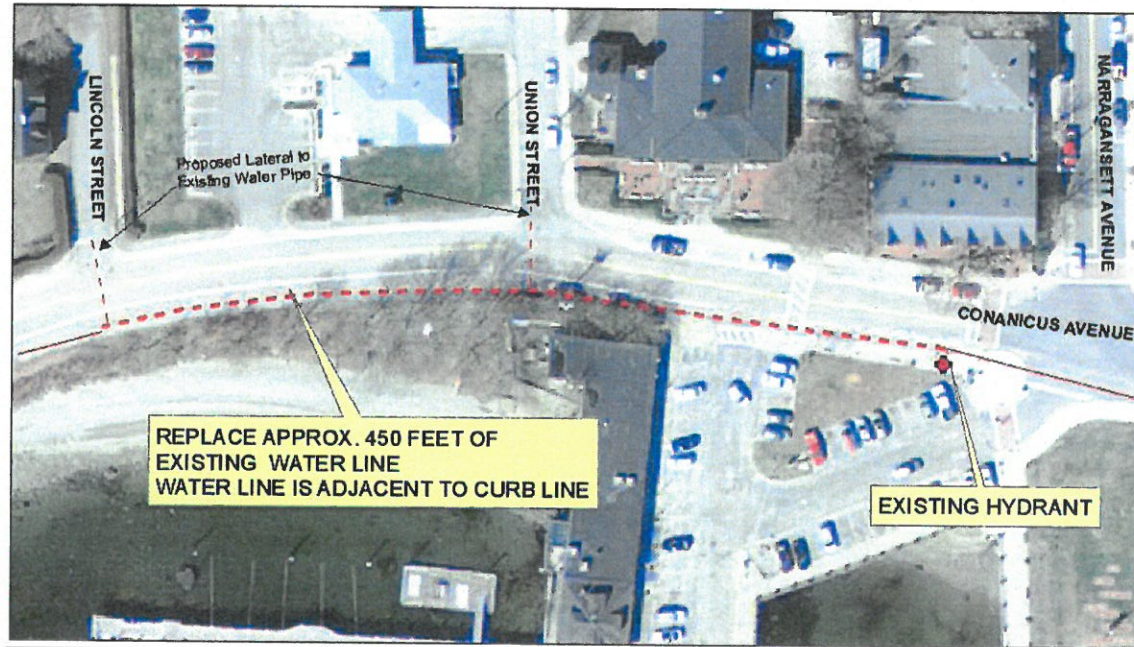 LINCOLN STREET
UNION STREET
NARRAGANSETT AVENUE
Proposed Lateral to
Existing Water Pipe
CONANICUS AVENUE
REPLACE APPROX. 450 FEET OF
EXISTING WATER LINE
WATER LINE IS ADJACENT TO CURB LINE
EXISTING HYDRANT